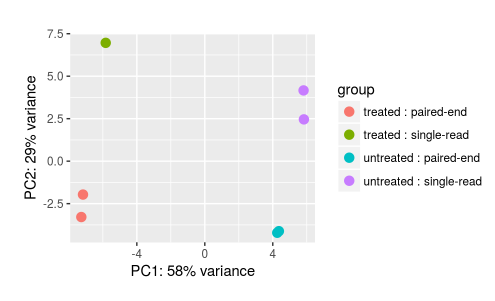 7.5
5.0
2.5
0.0
-2.5
PC2: 29% variance
-4 0 4
PC1: 58% variance
group
treated : paired-end
treated : single-read
untreated : paired-end
untreated : single-read